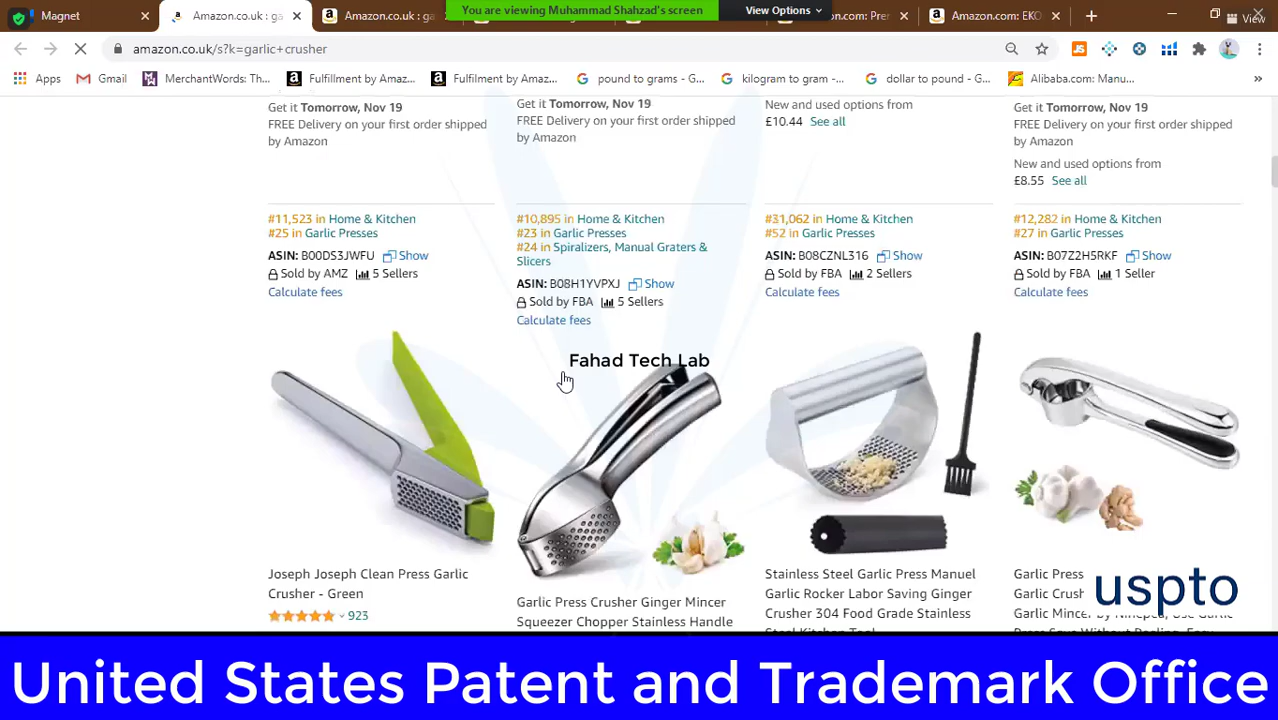 Magnet
Amazon.co.uk : ga
Amazon.co.uk : ga
You are viewing Muhammad Shahzad's screen
View Options
.com: Prer
Amazon.com: EKO
View
amazon.co.uk/s?k=garlic+crusher
Apps
Gmail
MerchantWords: Th...
Fulfillment by Amaz...
Fulfilment by Amaz...
pound to grams - G...
kilogram to gram -...
dollar to pound - G...
Alibaba.com: Manu...
Get it Tomorrow, Nov 19
FREE Delivery on your first order shipped
by Amazon
#11,523 in Home & Kitchen
#25 in Garlic Presses
ASIN: B00DS3JWFU Show
Sold by AMZ 5 Sellers
Calculate fees
Get it Tomorrow, Nov 19
FREE Delivery on your first order shipped
by Amazon
#10,895 in Home & Kitchen
#23 in Garlic Presses
#24 in Spiralizers, Manual Graters &
Slicers
ASIN: B08H1YVPXJ Show
Sold by FBA 5 Sellers
Calculate fees
New and used options from
£10.44 See all
#31,062 in Home & Kitchen
#52 in Garlic Presses
ASIN: B08CZNL316 Show
Sold by FBA 2 Sellers
Calculate fees
Get it Tomorrow, Nov 19
FREE Delivery on your first order shipped
by Amazon
New and used options from
£8.55 See all
#12,282 in Home & Kitchen
#27 in Garlic Presses
ASIN: B07Z2H5RKF Show
Sold by FBA 1 Seller
Calculate fees
Fahad Tech Lab
Joseph Joseph Clean Press Garlic
Crusher - Green
923
Garlic Press Crusher Ginger Mincer
Squeezer Chopper Stainless Handle
Stainless Steel Garlic Press Manuel
Garlic Rocker Labor Saving Ginger
Crusher 304 Food Grade Stainless
Steel Kitchen Tool
Garlic Press
Garlic Crus
Garlic Mincer by
uspto
United States Patent and Trademark Office